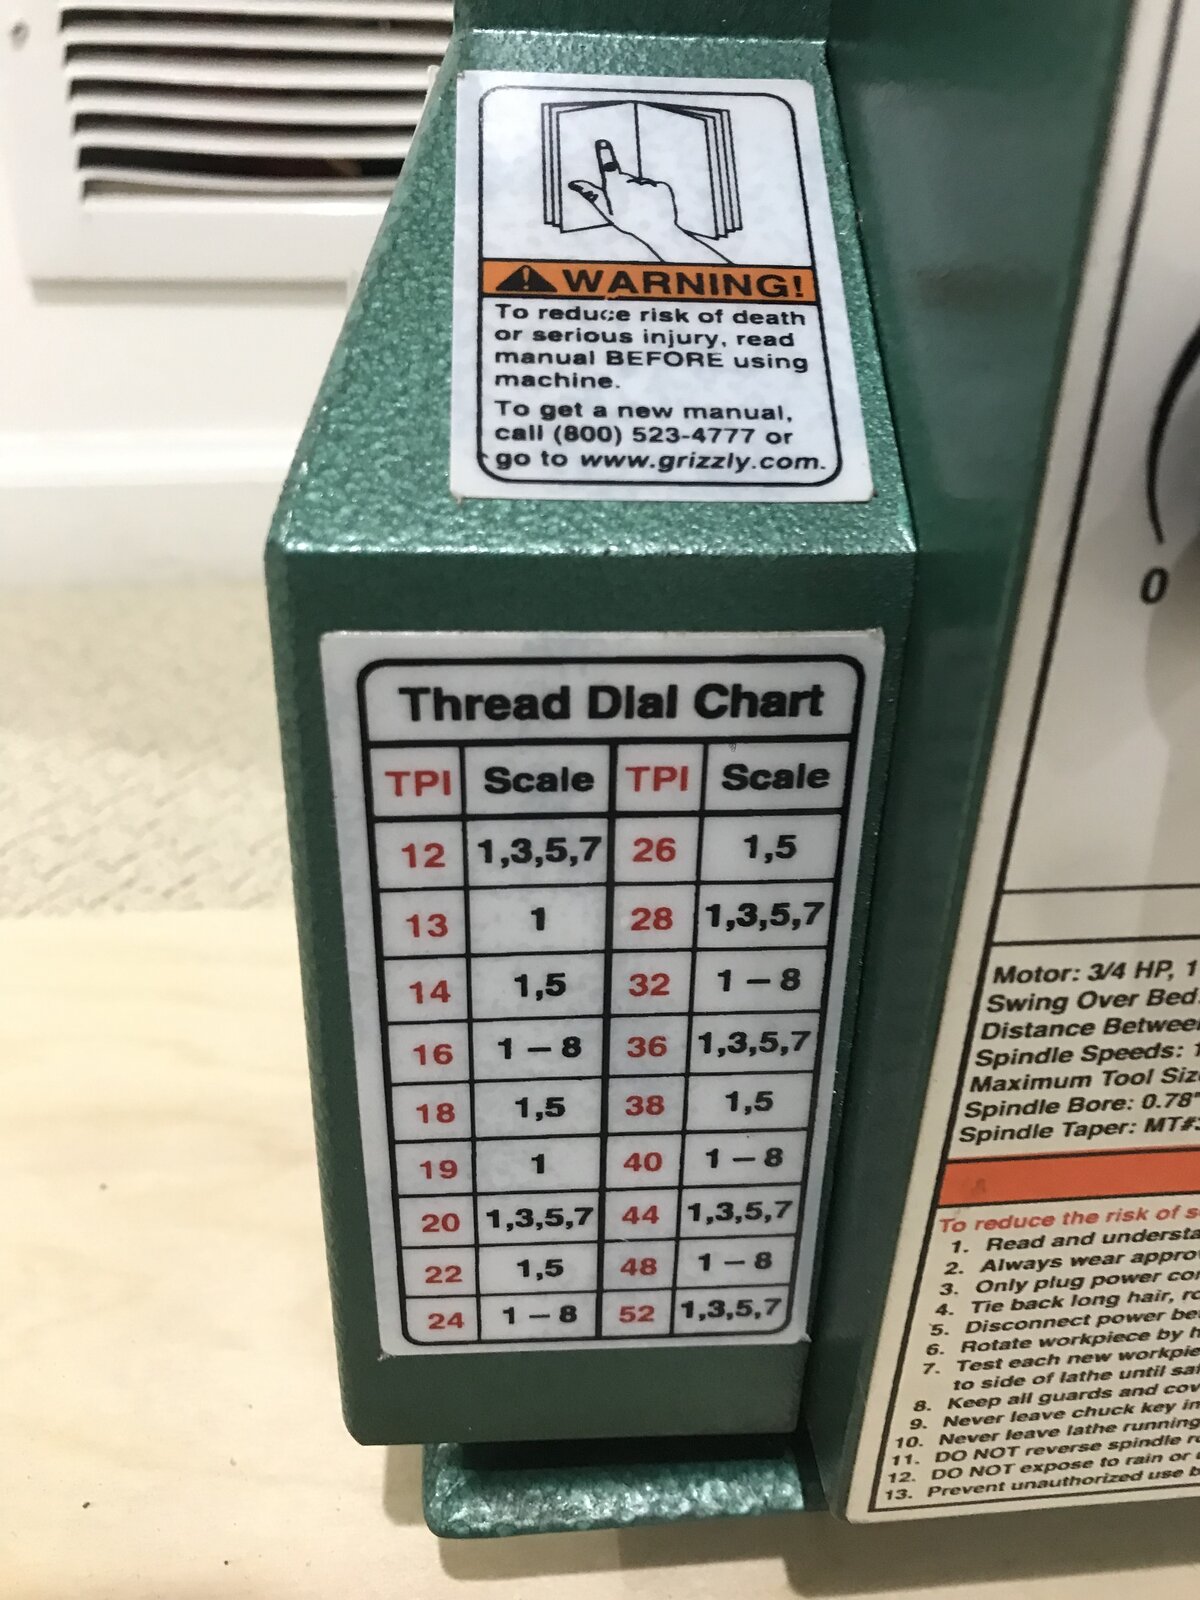 WARNING!
To reduce risk of death
or serious injury, read
manual BEFORE using
machine.
To get a new manual,
call (800) 523-4777 or
go to www.grizzly.com.
Thread Dial Chart
TPI Scale TPI Scale
12 1,3,5,7 26 1,5
13 1 28 1,3,5,7
14 1,5 32 1 – 8
16 1 – 8 36 1,3,5,7
18 1,5 38 1,5
19 1 40 1 – 8
20 1,3,5,7 44 1,3,5,7
22 1,5 48 1 – 8
24 1 – 8 52 1,3,5,7
0
Motor: 3/4 HP, 1
Swing Over Bed
Distance Between
Spindle Speeds: 1
Maximum Tool Siz
Spindle Bore: 0.78"
Spindle Taper: MT#3
To reduce the risk of s
1. Read and understa
2. Always wear appro
3. Only plug power co
4. Tie back long hair, ro
5. Disconnect power be
6. Rotate workpiece by h
7. Test each new workpie
to side of lathe until sa
8. Keep all guards and cov
9. Never leave chuck key in
10. Never leave lathe running
11. DO NOT reverse spindle ro
12. DO NOT expose to rain or
13. Prevent unauthorized use b